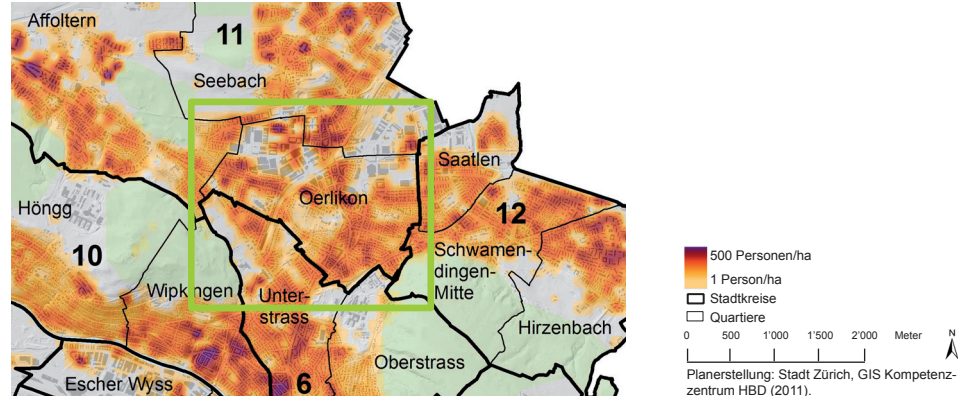 Affoltern
11
Seebach
Saatlen
Oerlikon
Höngg
12
10
Schwamen-
dingen-
Mitte
Wipkingen
Unter-
strass
Hirzenbach
Oberstrass
Escher Wyss
6
500 Personen/ha
1 Person/ha
Stadtkreise
Quartiere
0 500 1'000 1'500 2'000 Meter N
Planerstellung: Stadt Zürich, GIS Kompetenz-
zentrum HBD (2011).